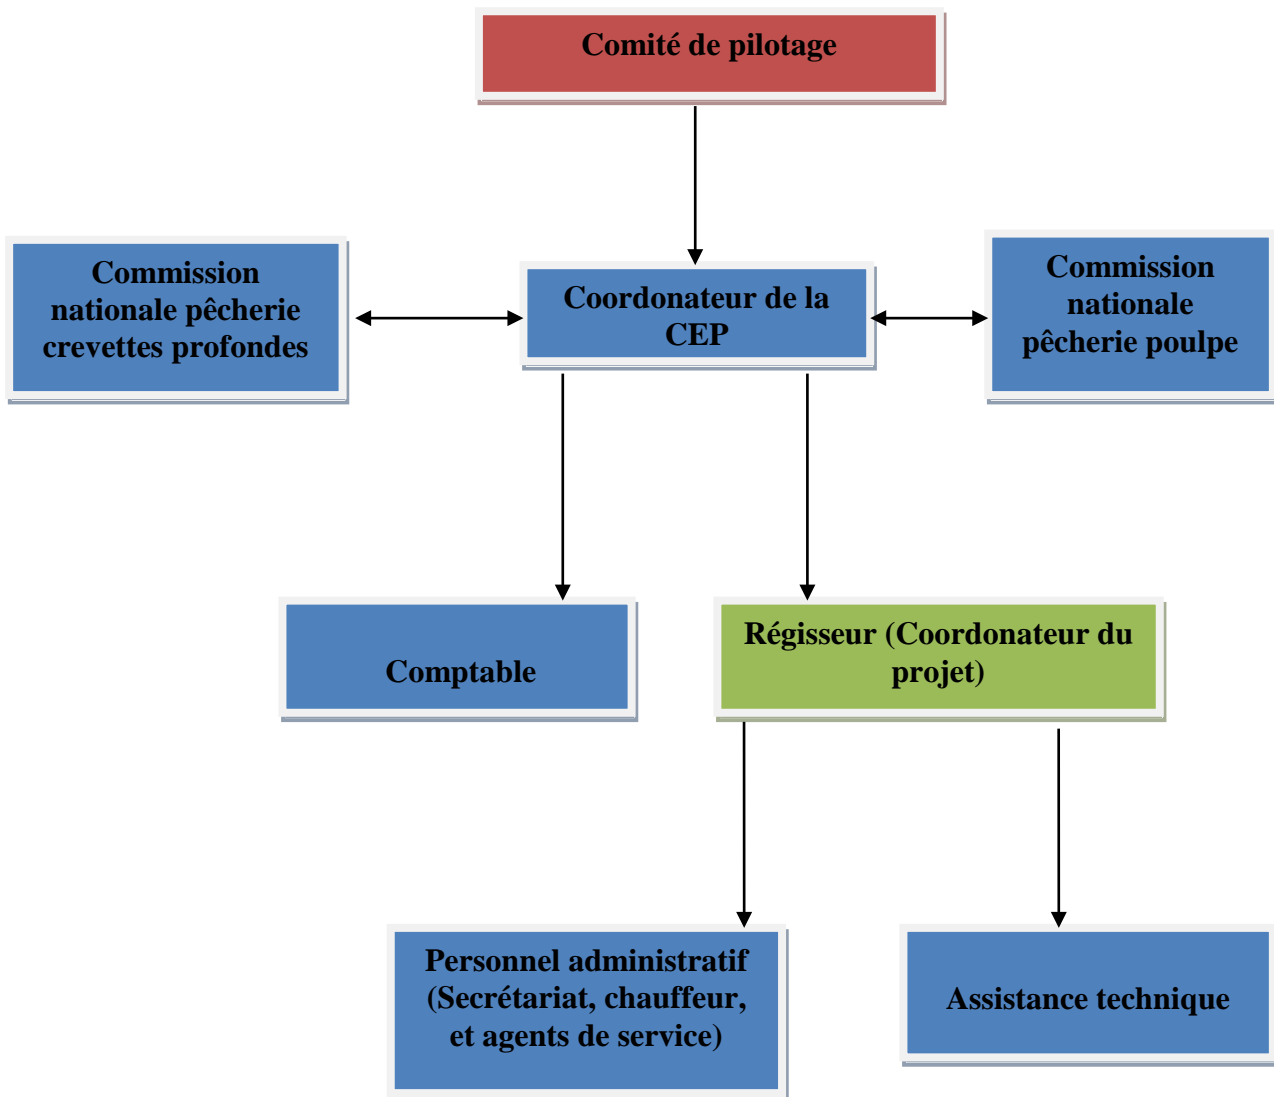 Comité de pilotage
Commission
nationale pêcherie
crevettes profondes
Coordonateur de la
CEP
Commission
nationale
pêcherie poulpe
Comptable
Régisseur (Coordonateur du
projet)
Personnel administratif
(Secrétariat, chauffeur,
et agents de service)
Assistance technique